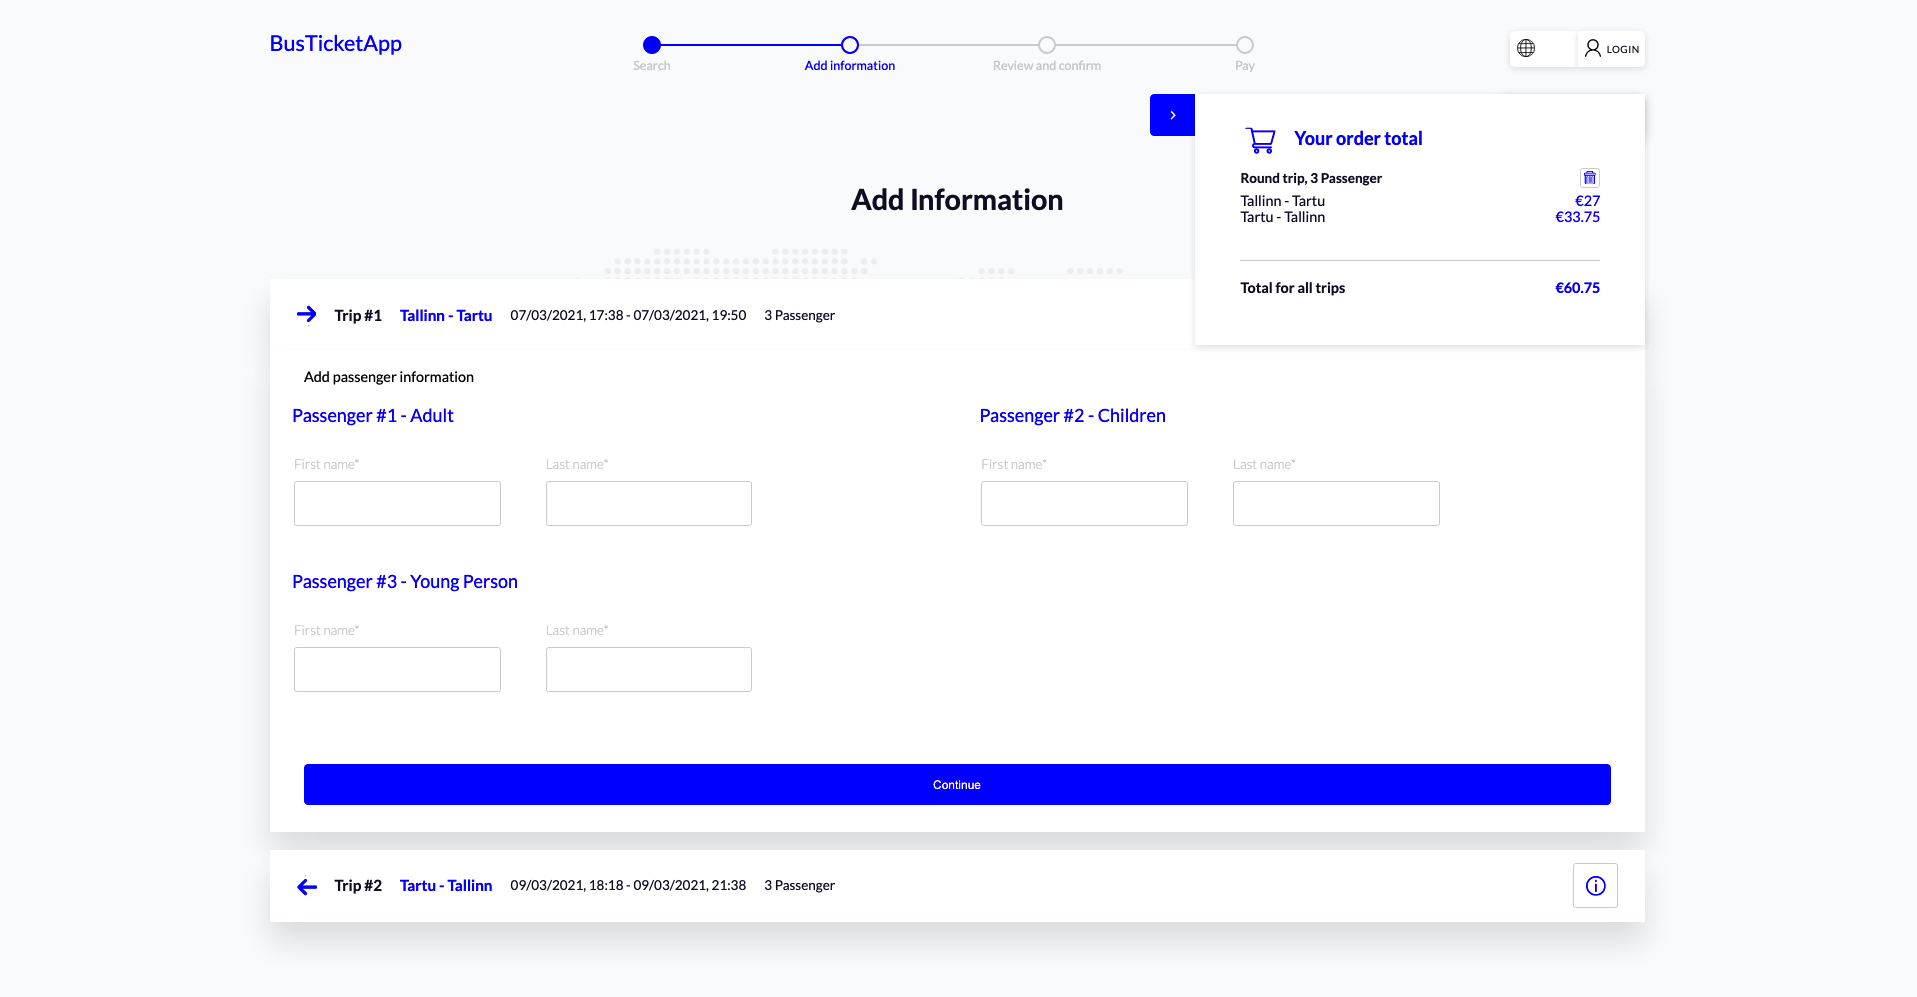 BusTicketApp
Search
Add information
Review and confirm
Pay
LOGIN
Your order total
Round trip, 3 Passenger
Tallinn - Tartu €27
Tartu - Tallinn €33.75
Total for all trips €60.75
Add Information
Trip #1 Tallinn - Tartu 07/03/2021, 17:38 - 07/03/2021, 19:50 3 Passenger
Add passenger information
Passenger #1 - Adult
First name* Last name*
Passenger #2 - Children
First name* Last name*
Passenger #3 - Young Person
First name* Last name*
Continue
Trip #2 Tartu - Tallinn 09/03/2021, 18:18 - 09/03/2021, 21:38 3 Passenger